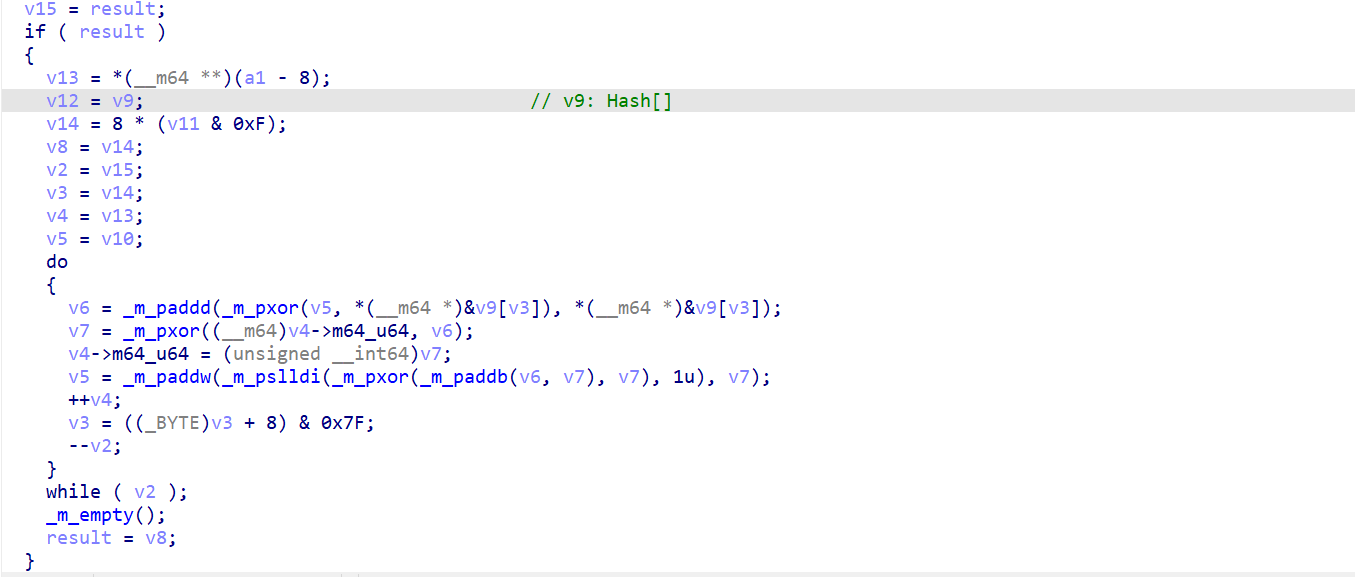 v15 = result;
if ( result )
{
v13 = *(__m64 **)(a1 - 8);
v12 = v9; // v9: Hash[]
v14 = 8 * (v11 & 0xF);
v8 = v14;
v2 = v15;
v3 = v14;
v4 = v13;
v5 = v10;
do
{
v6 = _m_paddd(_m_pxor(v5, *(__m64 *)&v9[v3]), *(__m64 *)&v9[v3]);
v7 = _m_pxor((__m64)v4->m64_u64, v6);
v4->m64_u64 = (unsigned __int64)v7;
v5 = _m_paddw(_m_pslldi(_m_pxor(_m_paddb(v6, v7), v7), 1u), v7);
++v4;
v3 = ((_BYTE)v3 + 8) & 0x7F;
--v2;
}
while ( v2 );
_m_empty();
result = v8;
}